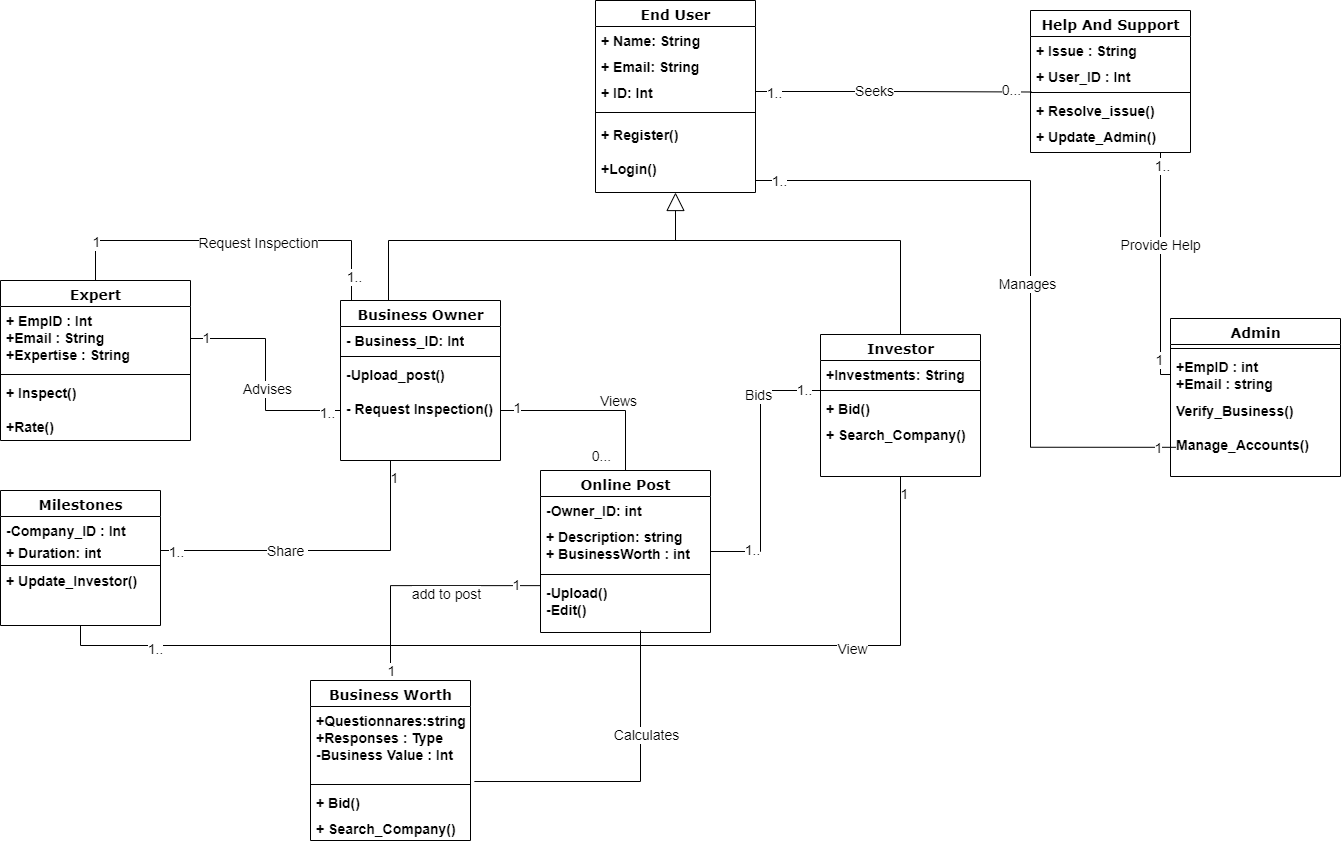 End User
+ Name: String
+ Email: String
+ ID: Int
+ Register()
+Login()
Help And Support
+ Issue : String
+ User_ID : Int
+ Resolve_issue()
+ Update_Admin()
1..
Seeks
0...
1..
1..
Provide Help
1
Manages
1
1
Request Inspection
1..
Expert
+ EmpID : Int
+Email : String
+Expertise : String
+ Inspect()
+Rate()
1
Advises
1..
Business Owner
- Business_ID: Int
-Upload_post()
- Request Inspection()
1
Views
0...
1
Investor
+Investments: String
+ Bid()
+ Search_Company()
1..
Bids
1..
1
Admin
+EmpID : int
+Email : string
Verify_Business()
Manage_Accounts()
Milestones
-Company_ID : Int
+ Duration: int
+ Update_Investor()
1..
Share
1..
View
Online Post
-Owner_ID: int
+ Description: string
+ BusinessWorth : int
-Upload()
-Edit()
1
add to post
1
Calculates
Business Worth
+Questionnares:string
+Responses : Type
-Business Value : Int
+ Bid()
+ Search_Company()